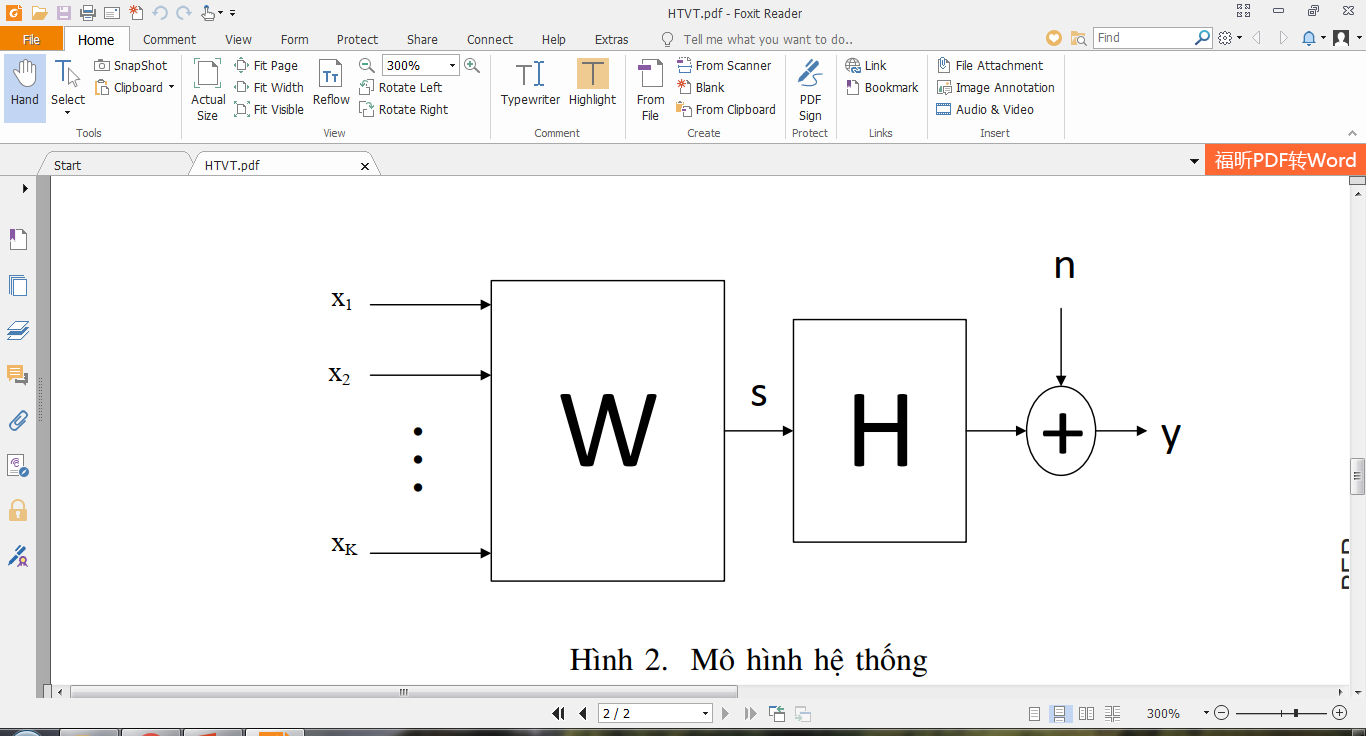 HTVT.pdf - Foxit Reader
File Home Comment View Form Protect Share Connect Help Extras Tell me what you want to do.. Find
Hand
Select
SnapShot
Clipboard
Tools
Actual Size
Fit Page
Fit Width
Fit Visible
Reflow
300%
Rotate Left
Rotate Right
View
Typewriter
Highlight
Comment
From File
From Scanner
Blank
From Clipboard
Create
PDF Sign
Protect
Link
Bookmark
Links
File Attachment
Image Annotation
Audio & Video
Insert
Start HTVT.pdf
福昕PDF转Word
n
x1
x2
xK
W
s
H
+
y
Hình 2. Mô hình hệ thống
2 / 2
300%